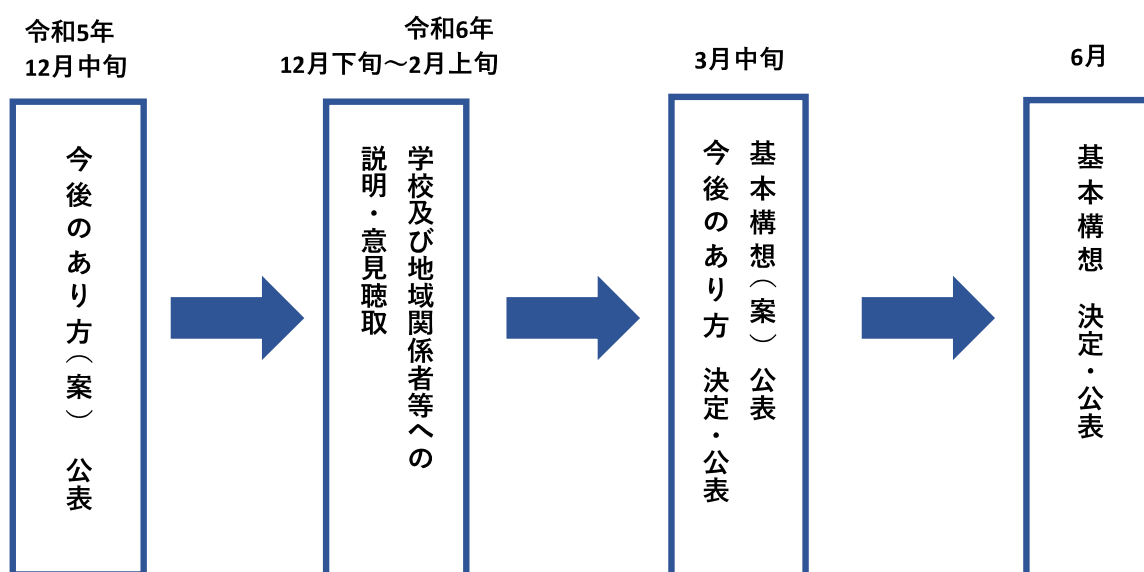 令和5年
12月中旬
今後のあり方（案）　公表
令和6年
12月下旬～2月上旬
学校及び地域関係者等への
説明・意見聴取
3月中旬
基本構想（案）　公表
今後のあり方　決定・公表
6月
基本構想　決定・公表